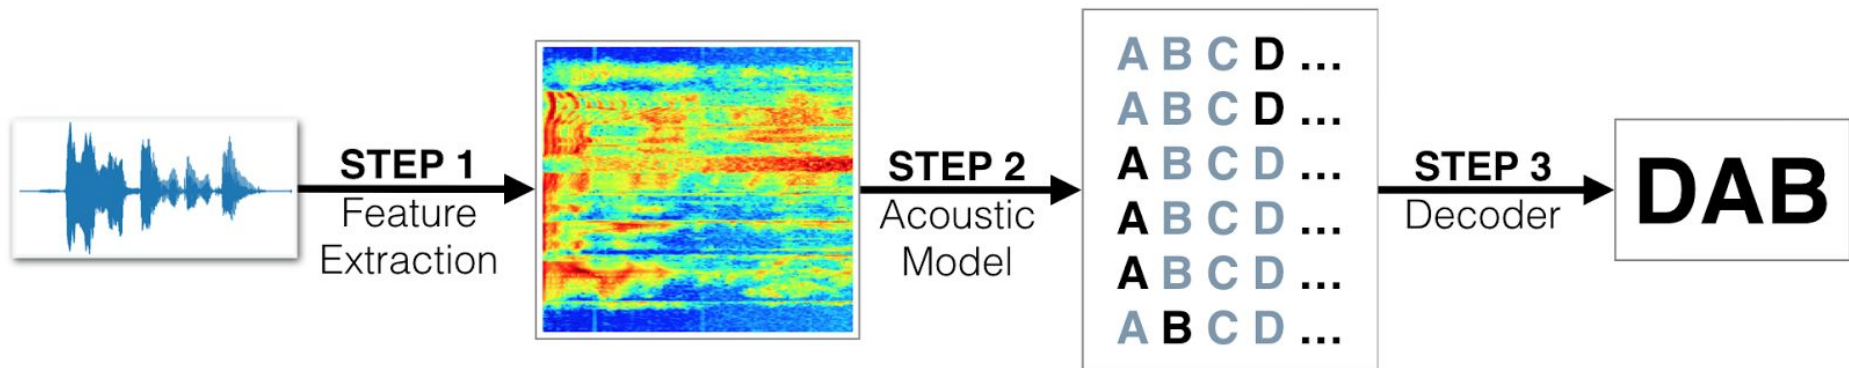 STEP 1
Feature
Extraction
STEP 2
Acoustic
Model
A B C D ...
A B C D ...
A B C D ...
A B C D ...
A B C D ...
A B C D ...
STEP 3
Decoder
DAB